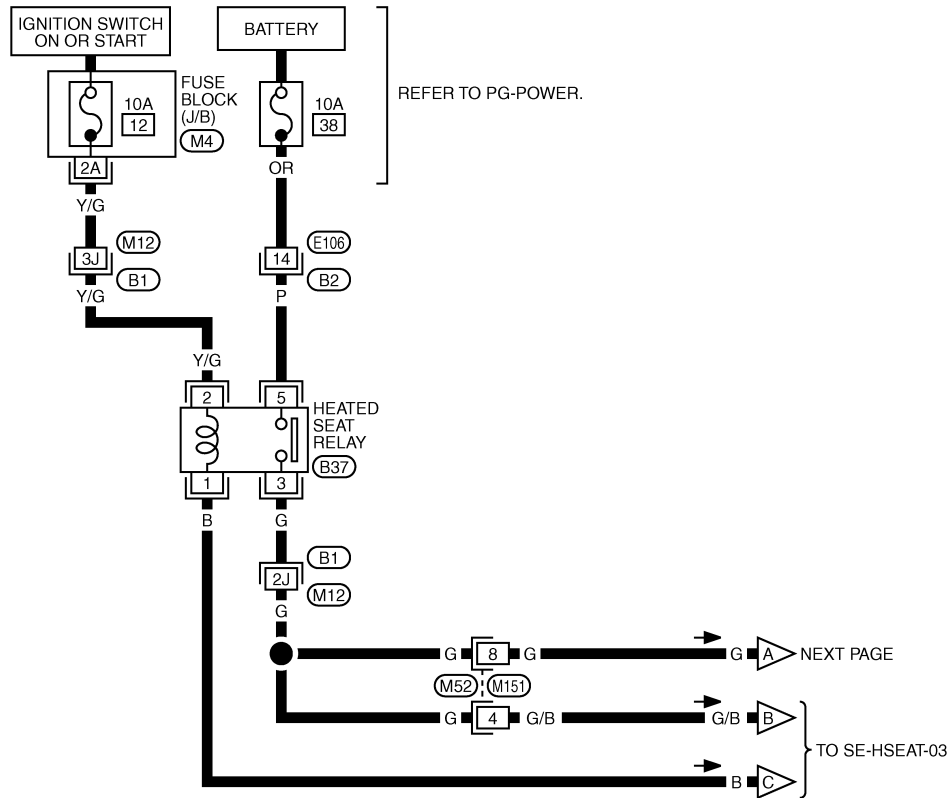 IGNITION SWITCH
ON OR START
BATTERY
FUSE
BLOCK
(J/B)
M4
10A
12
10A
38
REFER TO PG-POWER.
2A
OR
Y/G
M12
3J
B1
E106
14
B2
Y/G
P
Y/G
2
5
HEATED
SEAT
RELAY
B37
1
3
B
G
B1
2J
M12
G
G
8
G
G
A
NEXT PAGE
M52
M151
G
4
G/B
G/B
B
TO SE-HSEAT-03
B
C